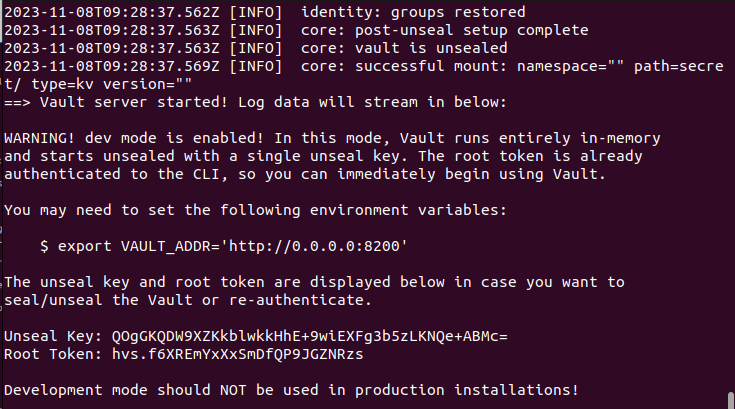 2023-11-08T09:28:37.562Z [INFO]  identity: groups restored
2023-11-08T09:28:37.563Z [INFO]  core: post-unseal setup complete
2023-11-08T09:28:37.563Z [INFO]  core: vault is unsealed
2023-11-08T09:28:37.569Z [INFO]  core: successful mount: namespace="" path=secre
t/ type=kv version=""
==> Vault server started! Log data will stream in below:
WARNING! dev mode is enabled! In this mode, Vault runs entirely in-memory
and starts unsealed with a single unseal key. The root token is already
authenticated to the CLI, so you can immediately begin using Vault.
You may need to set the following environment variables:
$ export VAULT_ADDR='http://0.0.0.0:8200'
The unseal key and root token are displayed below in case you want to
seal/unseal the Vault or re-authenticate.
Unseal Key: QOgGKQDW9XZKkblwkkHhE+9wiEXFg3b5zLKNQe+ABMc=
Root Token: hvs.f6XREmYxXxSmDfQP9JGZNRzs
Development mode should NOT be used in production installations!